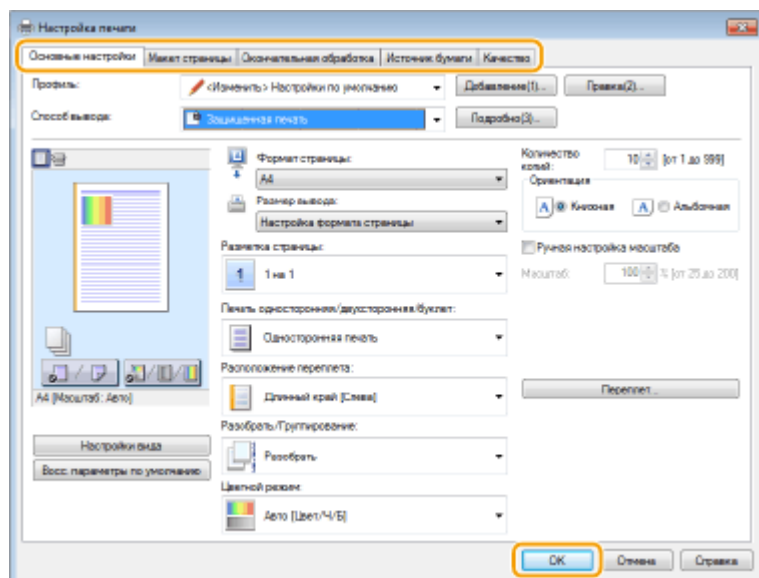 Настройка печати
Основные настройки Макет страницы Окончательная обработка Источник бумаги Качество
Профиль: <Изменить> Настройки по умолчанию Добавление(1)... Правка(2)...
Способ вывода: Защищенная печать Подробно(3)...
Формат страницы:
A4
Размер вывода:
Настройка формата страницы
Разметка страницы:
1 на 1
Печать односторонняя/двухсторонняя/буклет:
Односторонняя печать
Расположение переплета:
Длинный край [Слева]
Разобрать/Группирование:
Разобрать
Цветной режим:
Авто [Цвет/Ч/Б]
Количество копий: 10 [от 1 до 999]
Ориентация
A Книжная A Альбомная
Ручная настройка масштаба
Масштаб: 100 % [от 25 до 200]
Переплет...
A4 [Масштаб: Авто]
Настройки вида
Восс. параметры по умолчанию
OK Отмена Справка